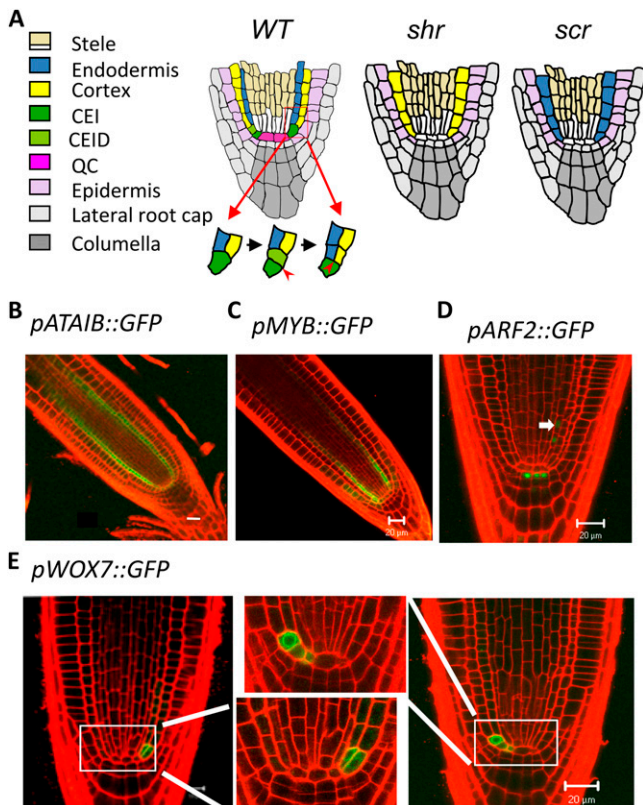 A
WT
shr
scr
Stele
Endodermis
Cortex
CEI
CEID
QC
Epidermis
Lateral root cap
Columella
B
pATAIB::GFP
C
pMYB::GFP
D
pARF2::GFP
20 µm
20 µm
E
pWOX7::GFP
20 µm